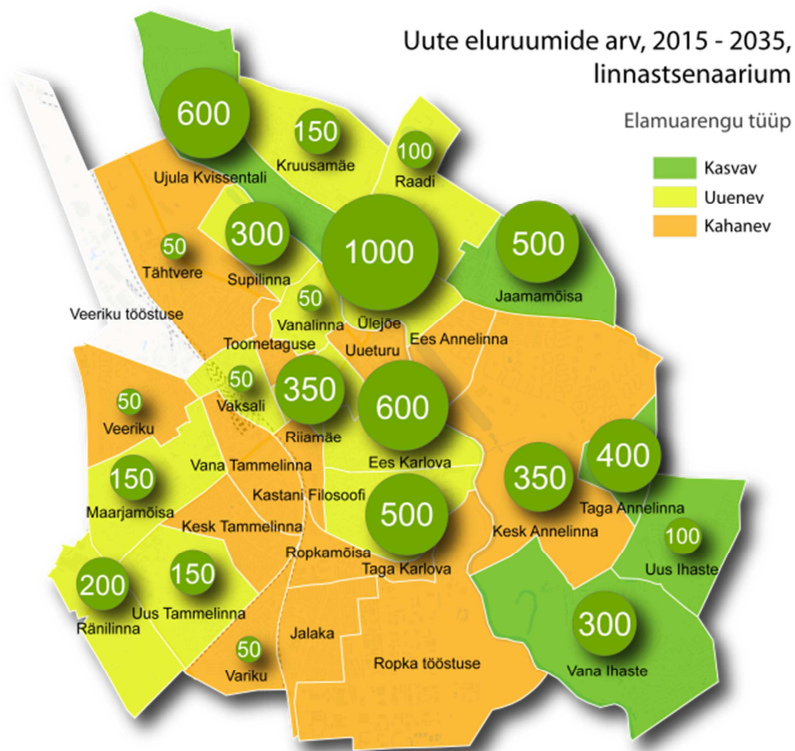 Uute eluruumide arv, 2015 - 2035,
linnastsenaarium
Elamuarengu tüüp
Kasvav
Uuenev
Kahanev
600
Ujula Kvissentali
150
Kruusamäe
100
Raadi
50
Tähtvere
300
Supilinna
1000
Ülejõe
500
Jaamamõisa
Veeriku tööstuse
50
Vanalinna
Toometaguse
Uueturu
Ees Annelinna
50
Veeriku
50
Vaksali
350
Riiamäe
600
Ees Karlova
150
Maarjamõisa
Vana Tammelinna
Kastani Filosoofi
Kesk Tammelinna
Ropkamõisa
500
Taga Karlova
350
Kesk Annelinna
400
Taga Annelinna
100
Uus Ihaste
200
Ränilinna
150
Uus Tammelinna
50
Variku
Jalaka
Ropka tööstuse
300
Vana Ihaste